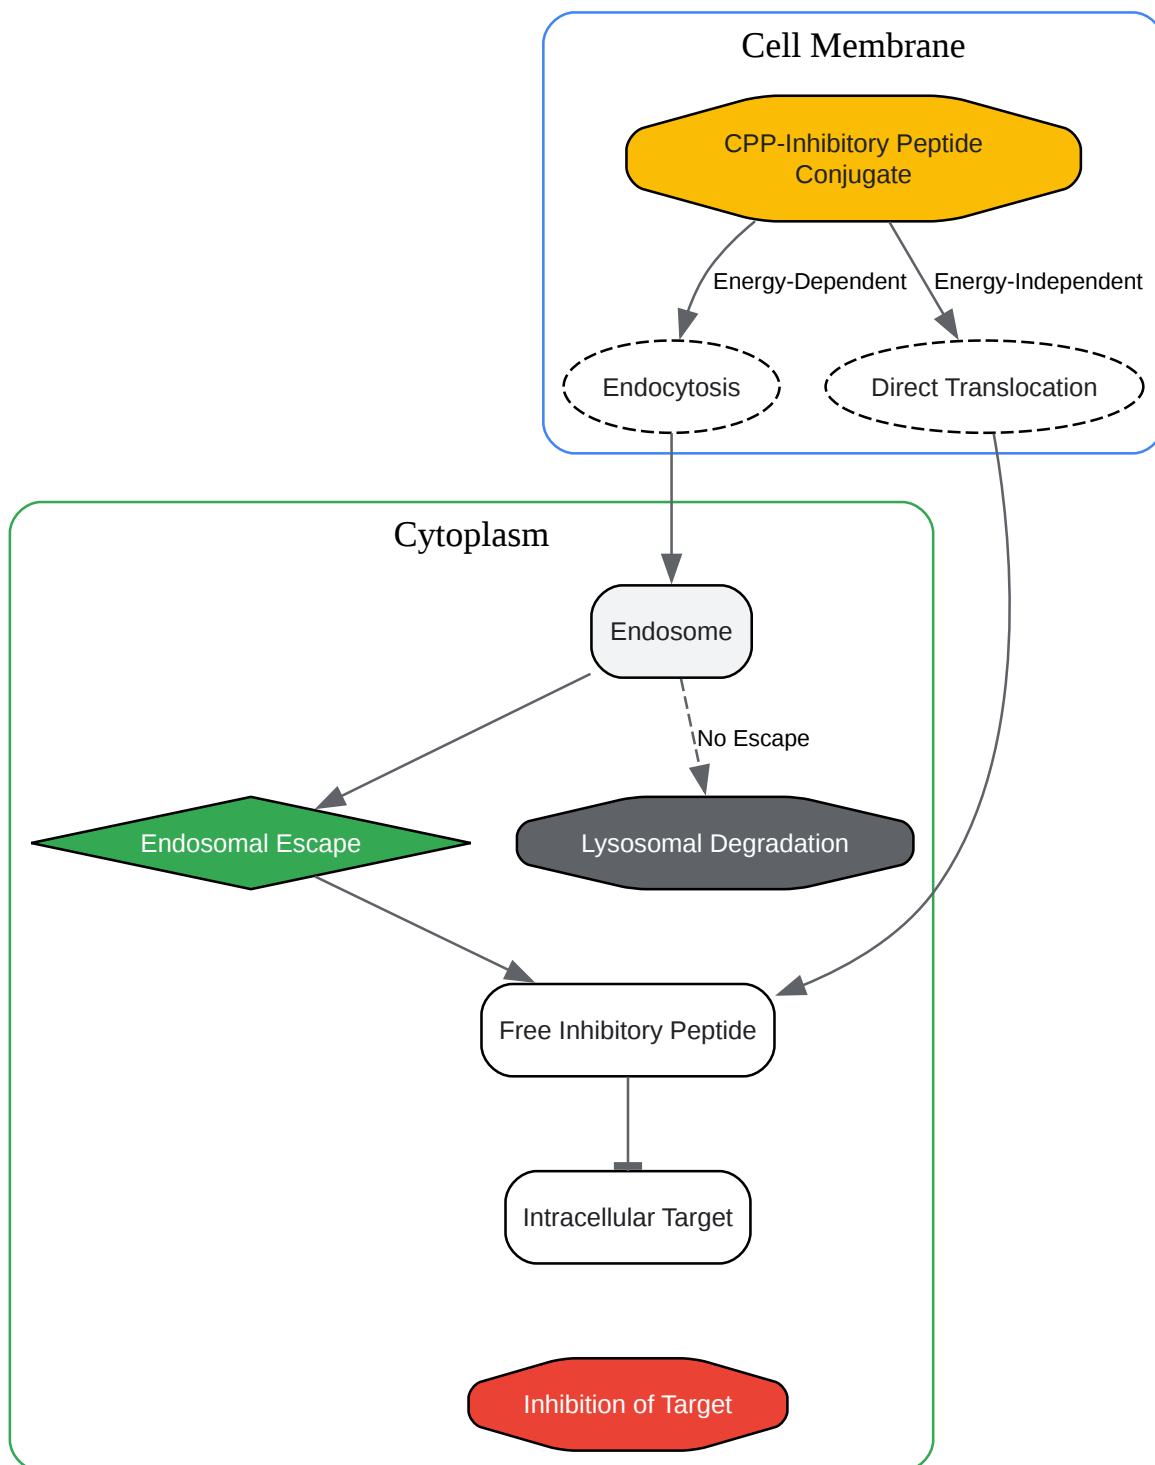 Cell Membrane
CPP-Inhibitory Peptide
Conjugate
Energy-Dependent
Energy-Independent
Endocytosis
Direct Translocation
Cytoplasm
Endosome
No Escape
Endosomal Escape
Lysosomal Degradation
Free Inhibitory Peptide
Intracellular Target
Inhibition of Target